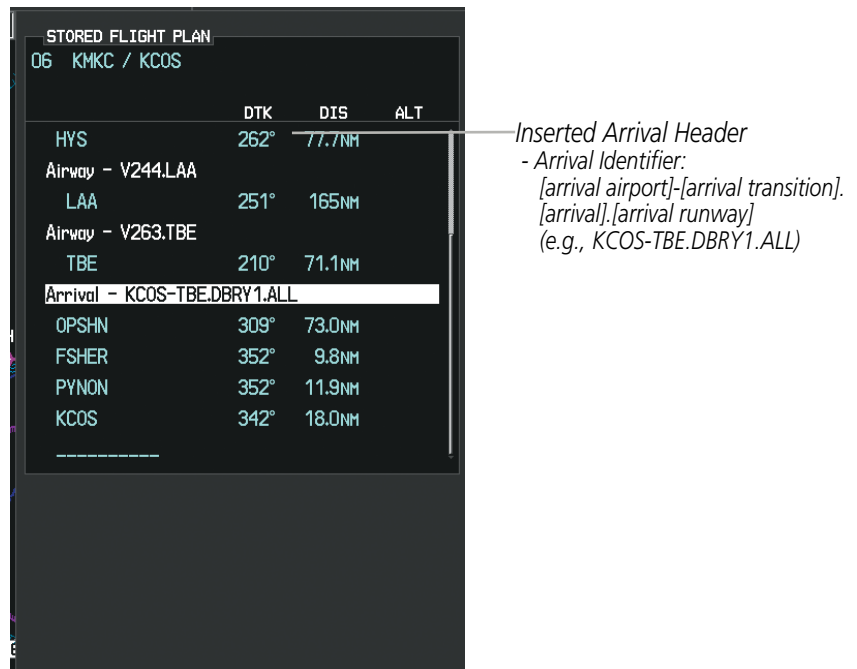 STORED FLIGHT PLAN
06 KMKC / KCOS
DTK DIS ALT
HYS 262° 77.7NM
Airway - V244.LAA
LAA 251° 165NM
Airway - V263.TBE
TBE 210° 71.1NM
Arrival - KCOS-TBE.DBRY1.ALL
OPSHN 309° 73.0NM
FSHER 352° 9.8NM
PYNON 352° 11.9NM
KCOS 342° 18.0NM
__________
Inserted Arrival Header
- Arrival Identifier:
[arrival airport]-[arrival transition].
[arrival].[arrival runway]
(e.g., KCOS-TBE.DBRY1.ALL)